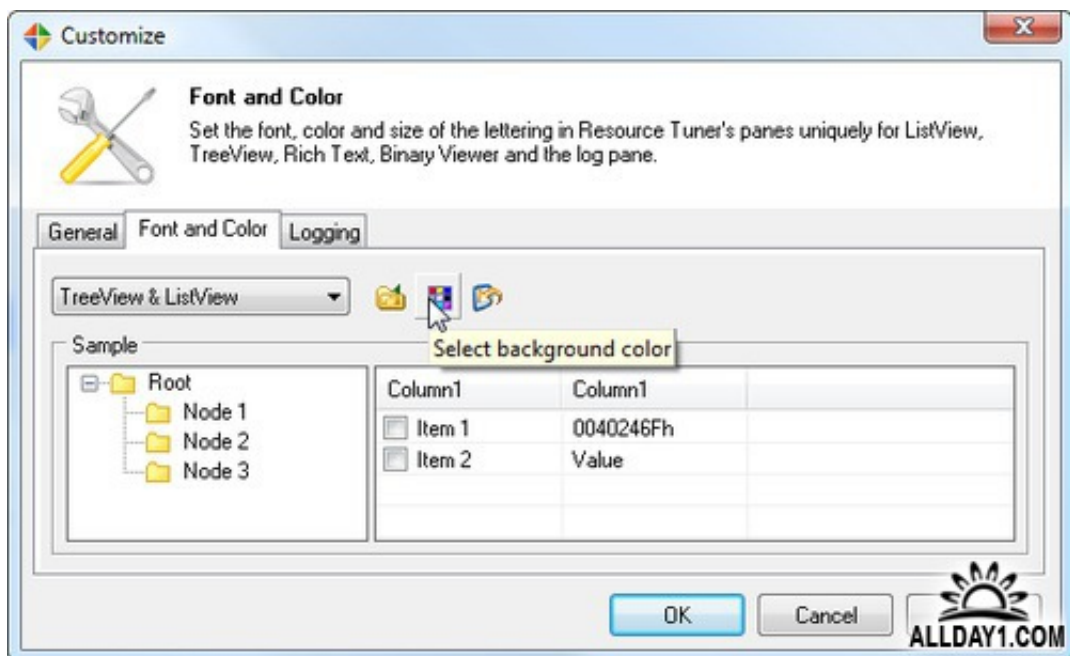 Customize
Font and Color
Set the font, color and size of the lettering in Resource Tuner's panes uniquely for ListView,
TreeView, Rich Text, Binary Viewer and the log pane.
General Font and Color Logging
TreeView & ListView
Select background color
Sample
Root
Node 1
Node 2
Node 3
Column1 Column1
Item 1 0040246Fh
Item 2 Value
OK Cancel
ALLDAY1.COM